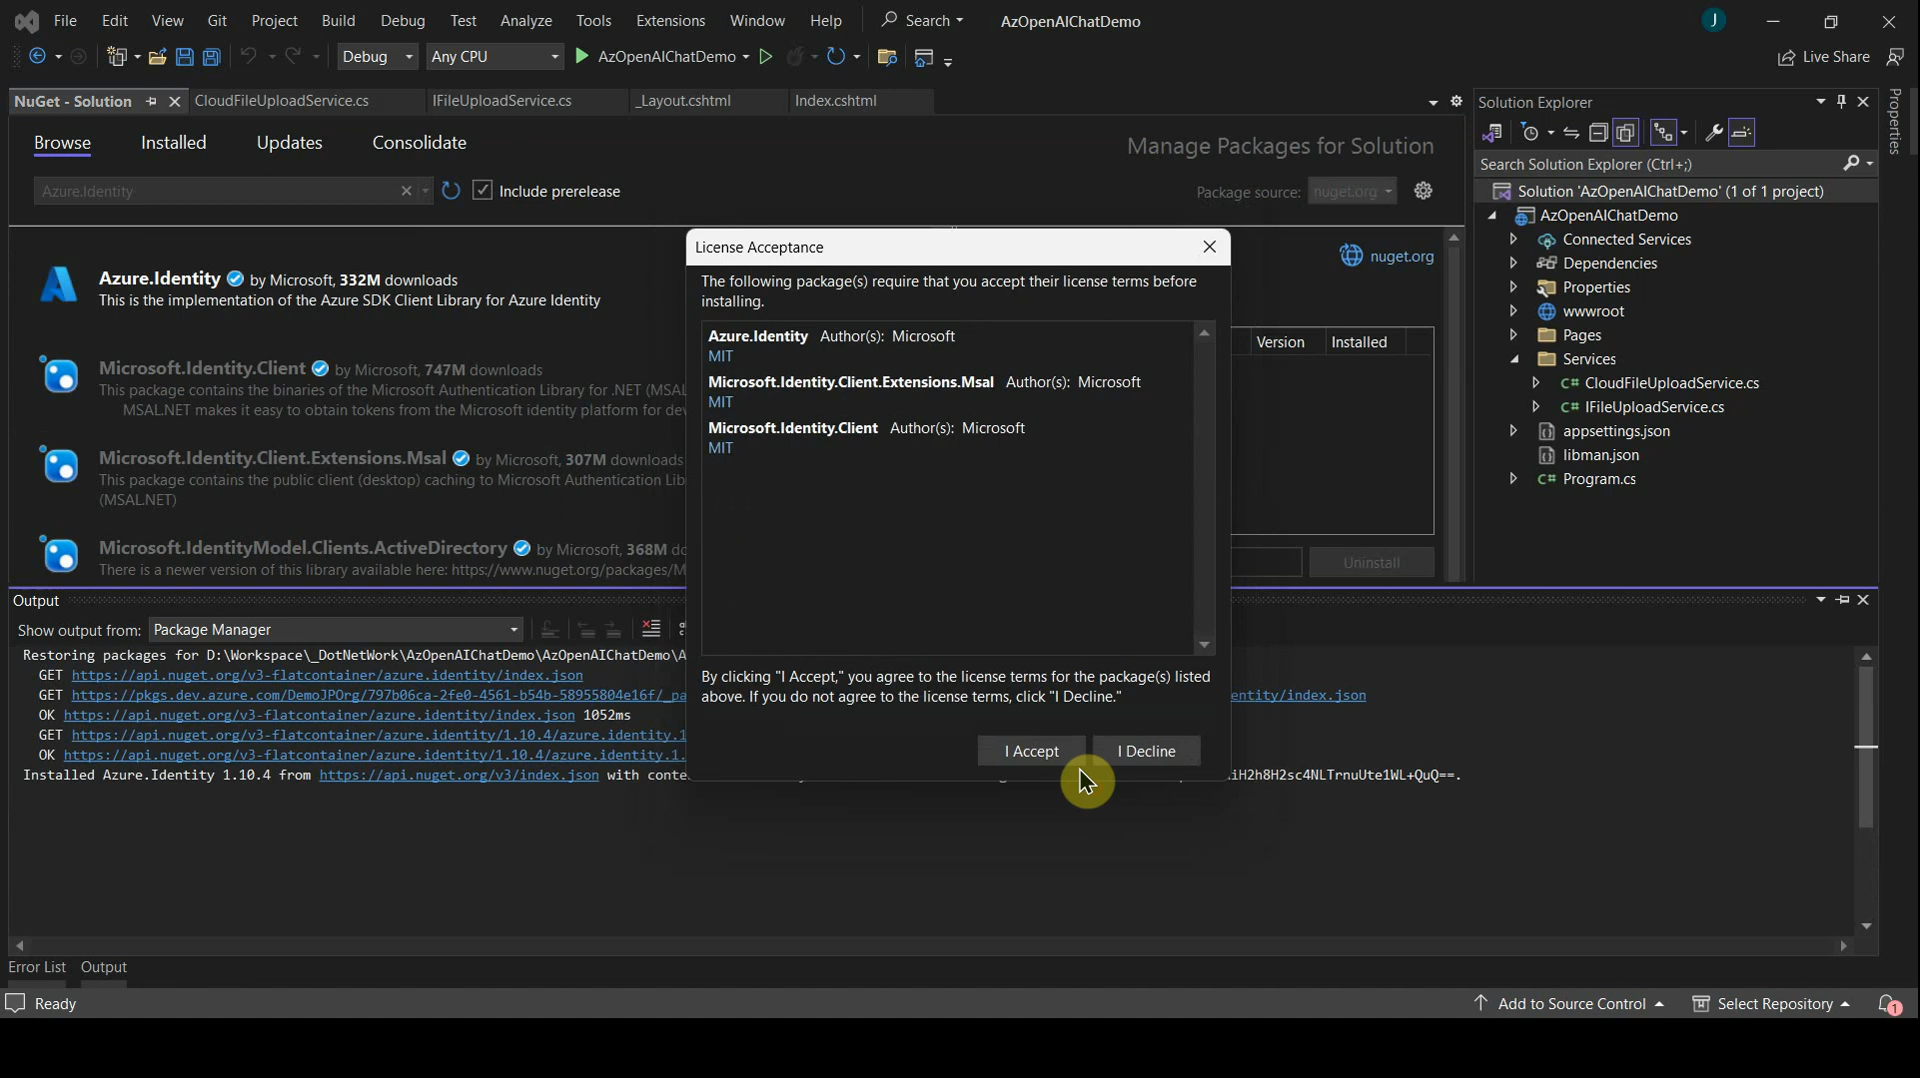 File Edit View Git Project Build Debug Test Analyze Tools Extensions Window Help Search AzOpenAIChatDemo J
Debug Any CPU AzOpenAIChatDemo Live Share
NuGet - Solution CloudFileUploadService.cs IFileUploadService.cs _Layout.cshtml Index.cshtml
Browse Installed Updates Consolidate Manage Packages for Solution
Azure.Identity Include prerelease Package source: nuget.org
Azure.Identity by Microsoft, 332M downloads
This is the implementation of the Azure SDK Client Library for Azure Identity
Microsoft.Identity.Client by Microsoft, 747M downloads
This package contains the binaries of the Microsoft Authentication Library for .NET (MSAL
MSAL.NET makes it easy to obtain tokens from the Microsoft identity platform for
Microsoft.Identity.Client.Extensions.Msal by Microsoft, 307M downloads
This package contains the public client (desktop) caching to Microsoft Authentication
(MSAL.NET)
Microsoft.IdentityModel.Clients.ActiveDirectory by Microsoft, 368M
There is a newer version of this library available here: https://www.nuget.org/packages/
nuget.org
Version Installed
Uninstall
License Acceptance
The following package(s) require that you accept their license terms before
installing.
Azure.Identity Author(s): Microsoft
MIT
Microsoft.Identity.Client.Extensions.Msal Author(s): Microsoft
MIT
Microsoft.Identity.Client Author(s): Microsoft
MIT
By clicking "I Accept," you agree to the license terms for the package(s) listed
above. If you do not agree to the license terms, click "I Decline."
I Accept I Decline
Solution Explorer
Search Solution Explorer (Ctrl+;)
Solution 'AzOpenAIChatDemo' (1 of 1 project)
AzOpenAIChatDemo
Connected Services
Dependencies
Properties
wwwroot
Pages
Services
C# CloudFileUploadService.cs
C# IFileUploadService.cs
appsettings.json
libman.json
C# Program.cs
Properties
Output
Show output from: Package Manager
Restoring packages for D:\Workspace\_DotNetWork\AzOpenAIChatDemo\AzOpenAIChatDemo\A
GET https://api.nuget.org/v3-flatcontainer/azure.identity/index.json
GET https://pkgs.dev.azure.com/DemoJPOrg/797b06ca-2fe0-4561-b54b-58955804e16f/_pa entity/index.json
OK https://api.nuget.org/v3-flatcontainer/azure.identity/index.json 1052ms
GET https://api.nuget.org/v3-flatcontainer/azure.identity/1.10.4/azure.identity.1
OK https://api.nuget.org/v3-flatcontainer/azure.identity/1.10.4/azure.identity.1.
Installed Azure.Identity 1.10.4 from https://api.nuget.org/v3/index.json with conte iH2h8H2sc4NLTrnuUte1WL+QuQ==.
Error List Output
Ready Add to Source Control Select Repository 1